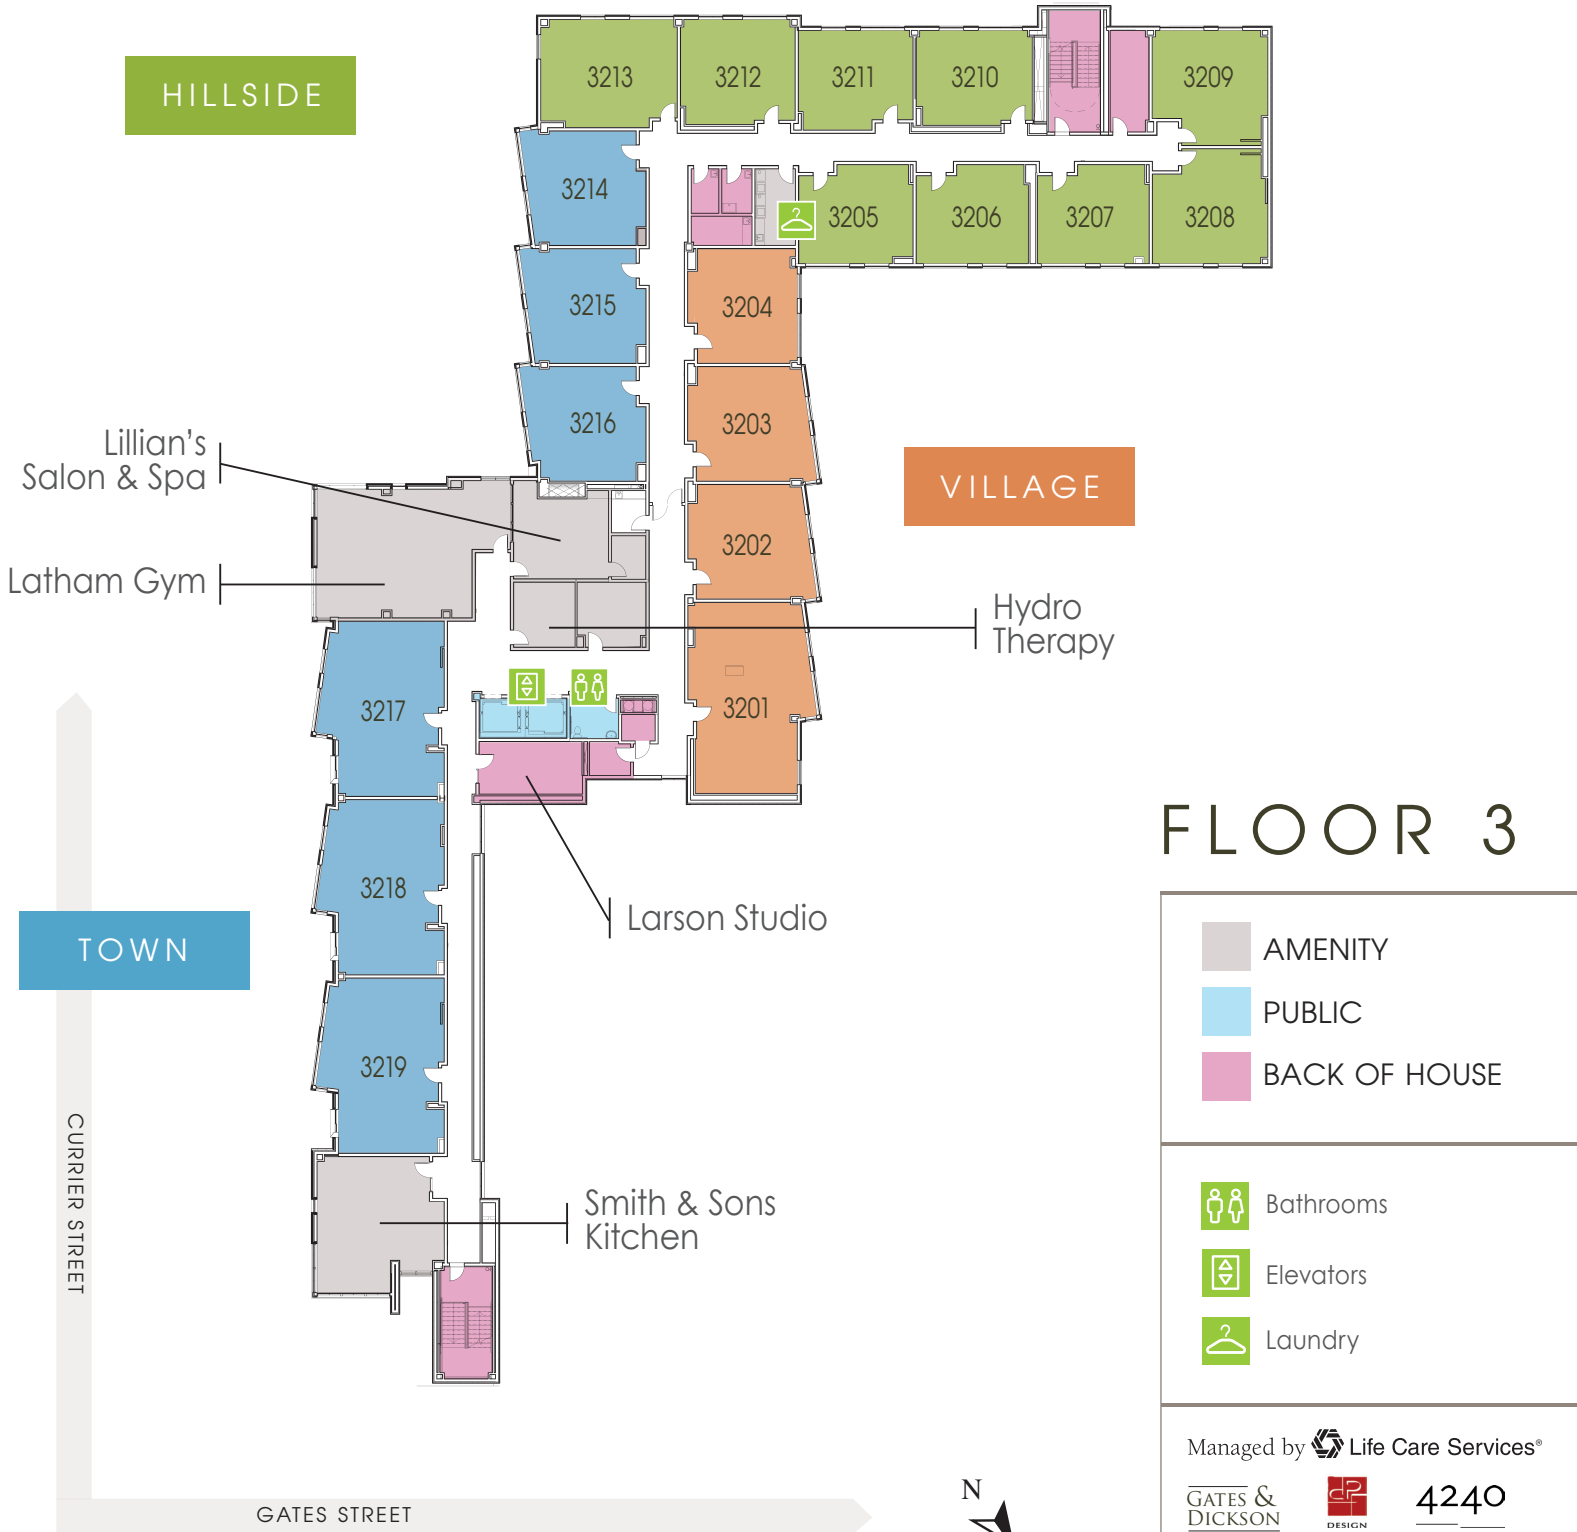 HILLSIDE
3213
3212
3211
3210
3209
3214
3205
3206
3207
3208
3215
3204
3216
3203
Lillian's
Salon & Spa
VILLAGE
3202
Latham Gym
Hydro
Therapy
3217
3201
3218
Larson Studio
TOWN
3219
CURRIER STREET
Smith & Sons
Kitchen
GATES STREET
N
FLOOR 3
AMENITY
PUBLIC
BACK OF HOUSE
Bathrooms
Elevators
Laundry
Managed by Life Care Services®
GATES &
DICKSON
DESIGN
4240